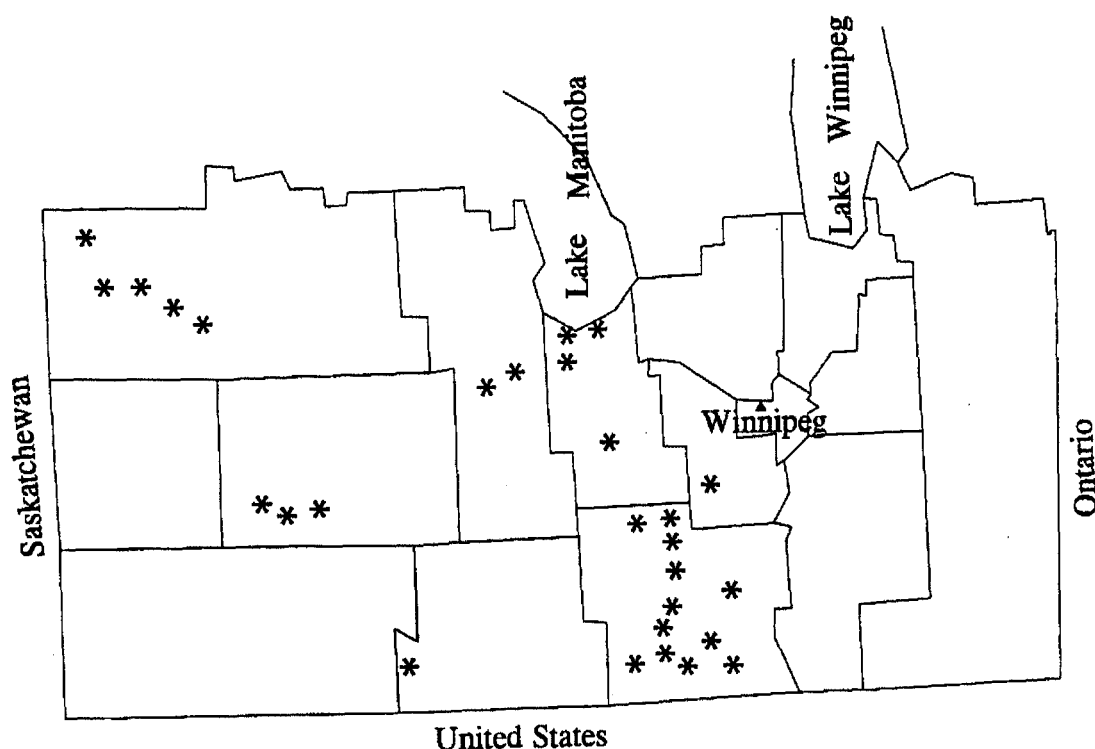 Lake Manitoba
Lake Winnipeg
Saskatchewan
Winnipeg
Ontario
United States